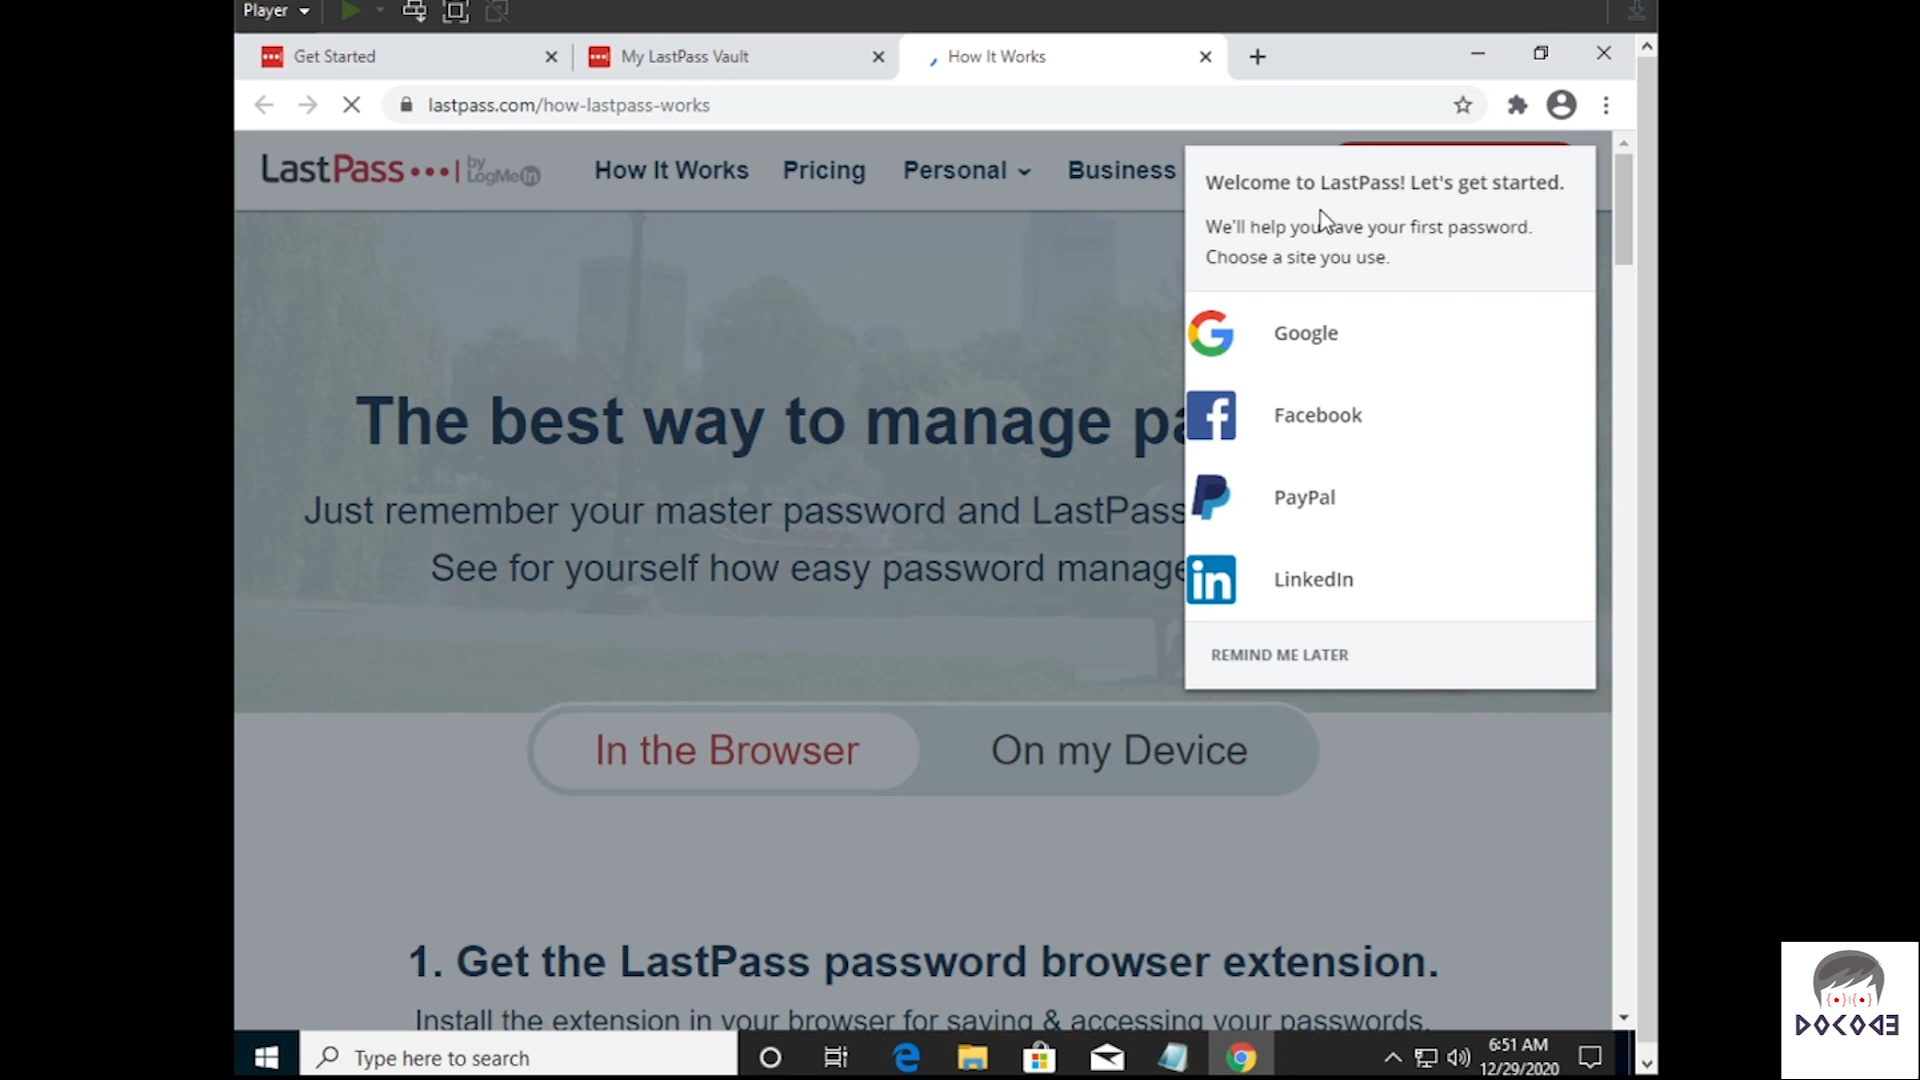 Player
Get Started
My LastPass Vault
How It Works
lastpass.com/how-lastpass-works
LastPass by LogMeIn
How It Works
Pricing
Personal
Business
Welcome to LastPass! Let's get started.
We'll help you save your first password.
Choose a site you use.
Google
Facebook
PayPal
LinkedIn
REMIND ME LATER
The best way to manage pa
Just remember your master password and LastPass
See for yourself how easy password manage
In the Browser
On my Device
1. Get the LastPass password browser extension.
Install the extension in your browser for saving & accessing your passwords.
Type here to search
6:51 AM
12/29/2020
DOCODE